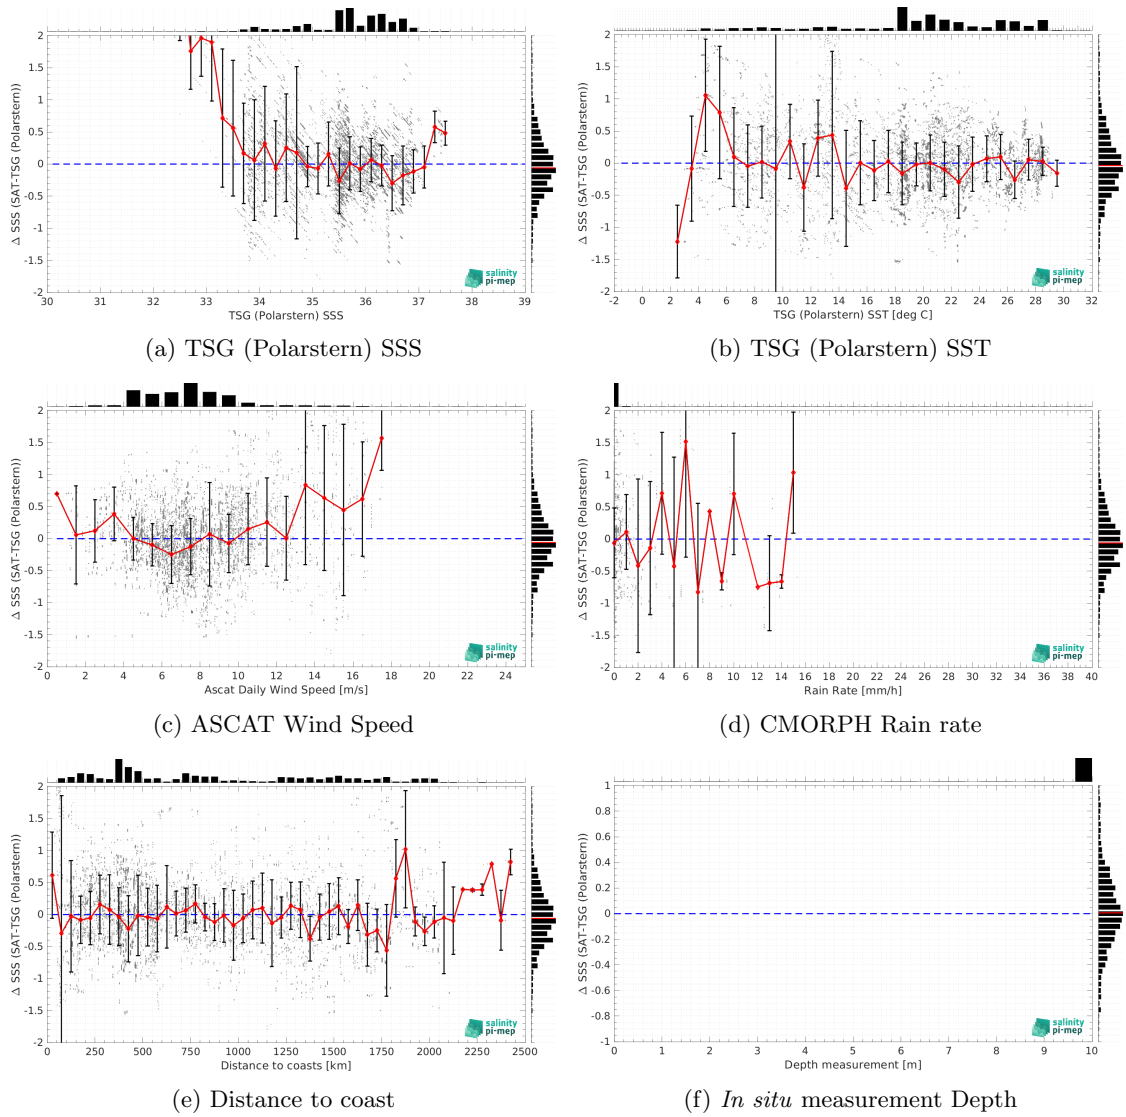 Δ SSS (SAT-TSG (Polarstern))
2
1.5
1
0.5
0
-0.5
-1
-1.5
-2
salinity
pi-mep
30 31 32 33 34 35 36 37 38 39
TSG (Polarstern) SSS
(a) TSG (Polarstern) SSS
Δ SSS (SAT-TSG (Polarstern))
2
1.5
1
0.5
0
-0.5
-1
-1.5
-2
salinity
pi-mep
-2 0 2 4 6 8 10 12 14 16 18 20 22 24 26 28 30 32
TSG (Polarstern) SST [deg C]
(b) TSG (Polarstern) SST
Δ SSS (SAT-TSG (Polarstern))
2
1.5
1
0.5
0
-0.5
-1
-1.5
-2
salinity
pi-mep
0 2 4 6 8 10 12 14 16 18 20 22 24
Ascat Daily Wind Speed [m/s]
(c) ASCAT Wind Speed
Δ SSS (SAT-TSG (Polarstern))
2
1.5
1
0.5
0
-0.5
-1
-1.5
-2
salinity
pi-mep
0 2 4 6 8 10 12 14 16 18 20 22 24 26 28 30 32 34 36 38 40
Rain Rate [mm/h]
(d) CMORPH Rain rate
Δ SSS (SAT-TSG (Polarstern))
2
1.5
1
0.5
0
-0.5
-1
-1.5
-2
salinity
pi-mep
0 250 500 750 1000 1250 1500 1750 2000 2250 2500
Distance to coasts [km]
(e) Distance to coast
Δ SSS (SAT-TSG (Polarstern))
1
0.8
0.6
0.4
0.2
0
-0.2
-0.4
-0.6
-0.8
-1
salinity
pi-mep
0 1 2 3 4 5 6 7 8 9 10
Depth measurement [m]
(f) In situ measurement Depth